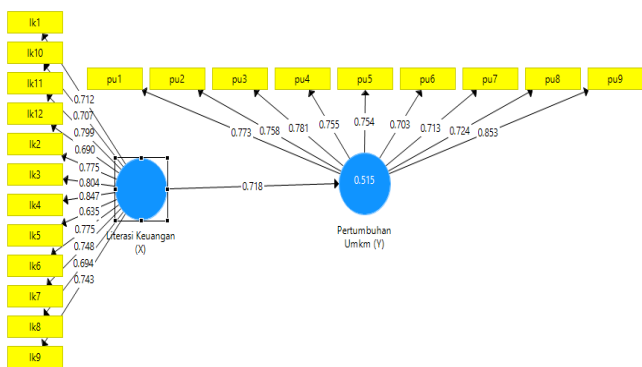 lk1
lk10
lk11
lk12
lk2
lk3
lk4
lk5
lk6
lk7
lk8
lk9
0.712
0.707
0.799
0.690
0.775
0.804
0.847
0.635
0.775
0.748
0.694
0.743
Literasi Keuangan
(X)
0.718
pu1 pu2 pu3 pu4 pu5 pu6 pu7 pu8 pu9
0.773 0.758 0.781 0.755 0.754 0.703 0.713 0.724 0.853
0.515
Pertumbuhan
Umkm (Y)